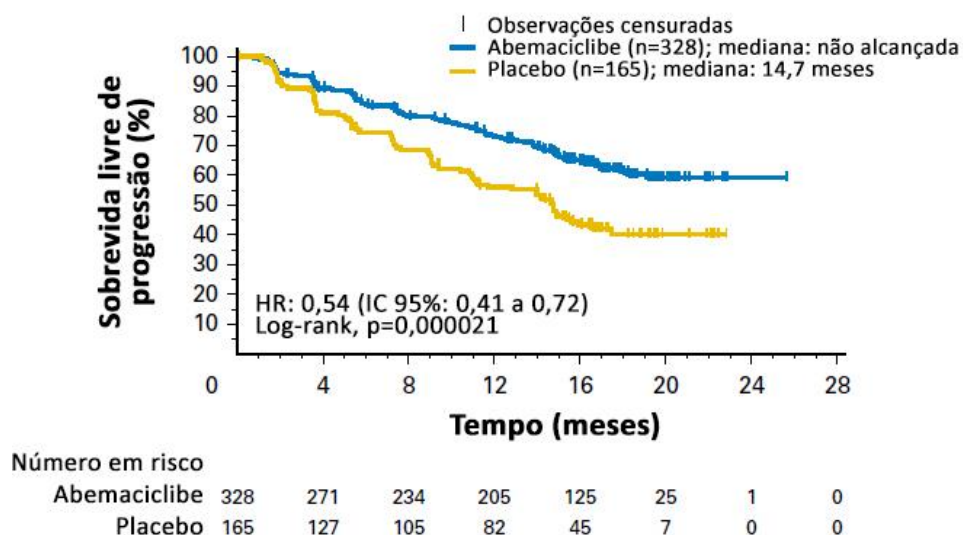 Observações censuradas
Abemaciclibe (n=328); mediana: não alcançada
Placebo (n=165); mediana: 14,7 meses
Sobrevida livre de
progressão (%)
100
90
80
70
60
50
40
30
20
10
HR: 0,54 (IC 95%: 0,41 a 0,72)
Log-rank, p=0,000021
0 4 8 12 16 20 24 28
Tempo (meses)
Número em risco
Abemaciclibe 328 271 234 205 125 25 1 0
Placebo 165 127 105 82 45 7 0 0